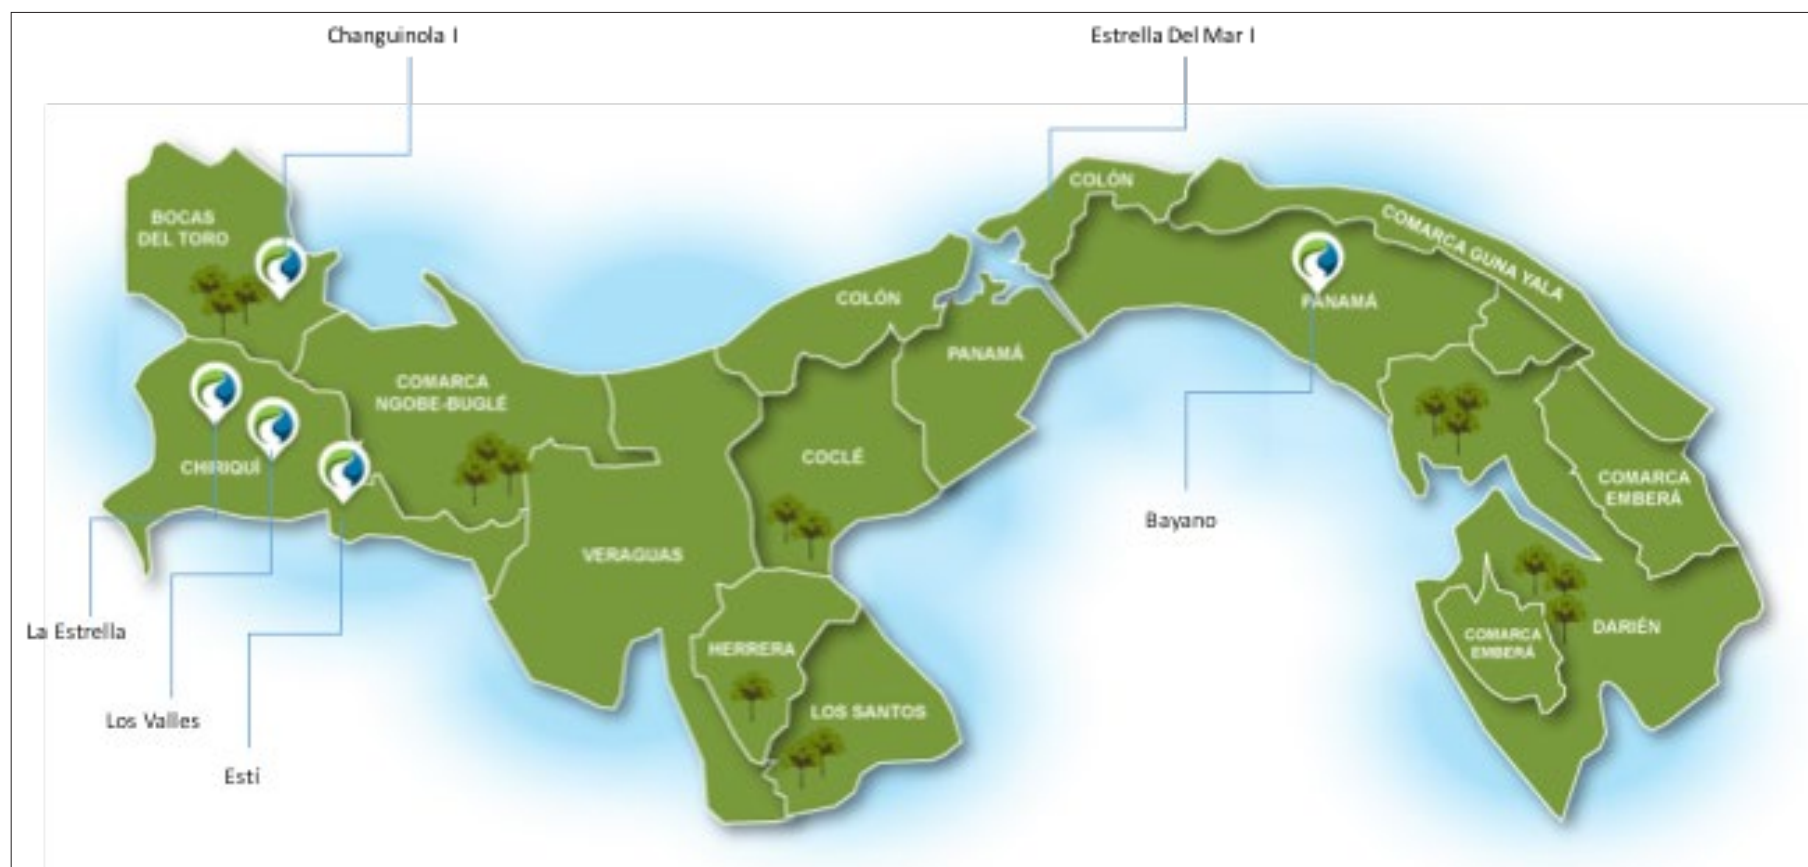 Changuinola I
Estrella Del Mar I
BOCAS
DEL TORO
COLÓN
COMARCA GUNA YALA
COLÓN
PANAMÁ
PANAMÁ
COMARCA
NGOBE-BUGLÉ
CHIRIQUÍ
COCLÉ
COMARCA
EMBERÁ
Bayano
VERAGUAS
La Estrella
HERRERA
COMARCA
EMBERÁ
DARIÉN
Los Valles
LOS SANTOS
Estí